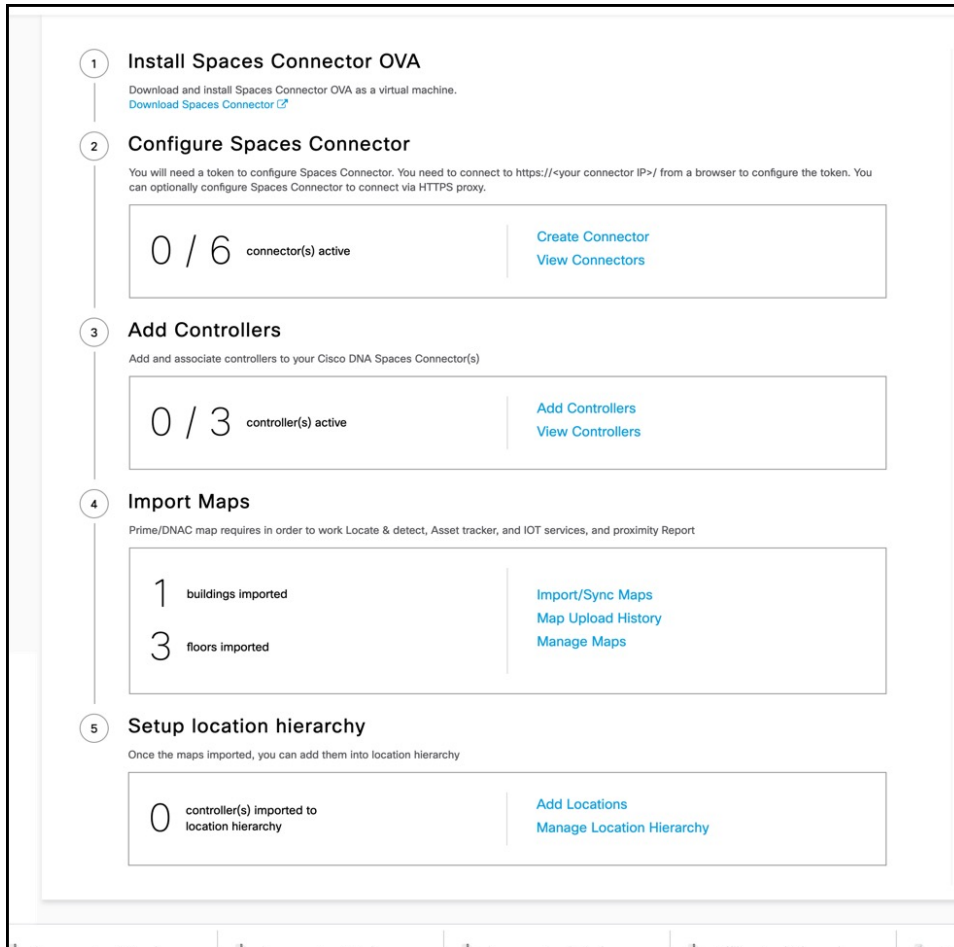 1
Install Spaces Connector OVA
Download and install Spaces Connector OVA as a virtual machine.
Download Spaces Connector
2
Configure Spaces Connector
You will need a token to configure Spaces Connector. You need to connect to https://<your connector IP>/ from a browser to configure the token. You
can optionally configure Spaces Connector to connect via HTTPS proxy.
0 / 6 connector(s) active
Create Connector
View Connectors
3
Add Controllers
Add and associate controllers to your Cisco DNA Spaces Connector(s)
0 / 3 controller(s) active
Add Controllers
View Controllers
4
Import Maps
Prime/DNAC map requires in order to work Locate & detect, Asset tracker, and IOT services, and proximity Report
1 buildings imported
3 floors imported
Import/Sync Maps
Map Upload History
Manage Maps
5
Setup location hierarchy
Once the maps imported, you can add them into location hierarchy
0 controller(s) imported to
location hierarchy
Add Locations
Manage Location Hierarchy